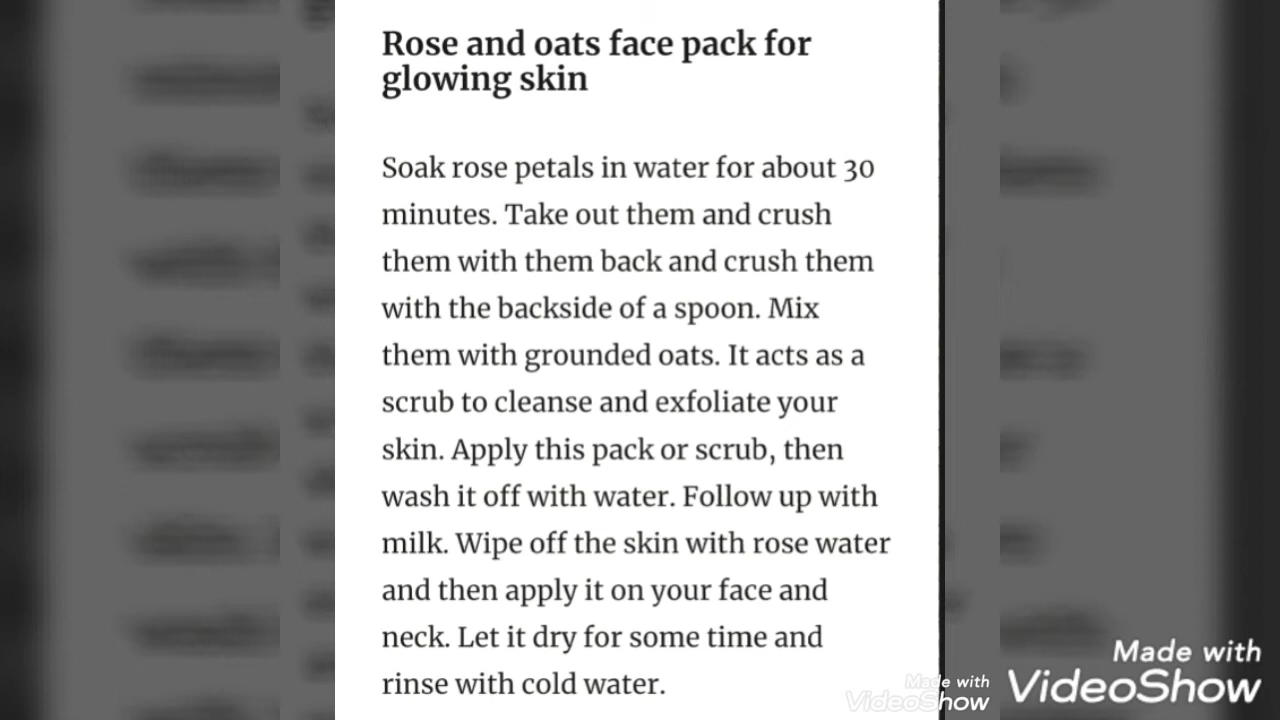 Rose and oats face pack for
glowing skin
Soak rose petals in water for about 30
minutes. Take out them and crush
them with them back and crush them
with the backside of a spoon. Mix
them with grounded oats. It acts as a
scrub to cleanse and exfoliate your
skin. Apply this pack or scrub, then
wash it off with water. Follow up with
milk. Wipe off the skin with rose water
and then apply it on your face and
neck. Let it dry for some time and
rinse with cold water.
Made with
VideoShow
Made with
VideoShow